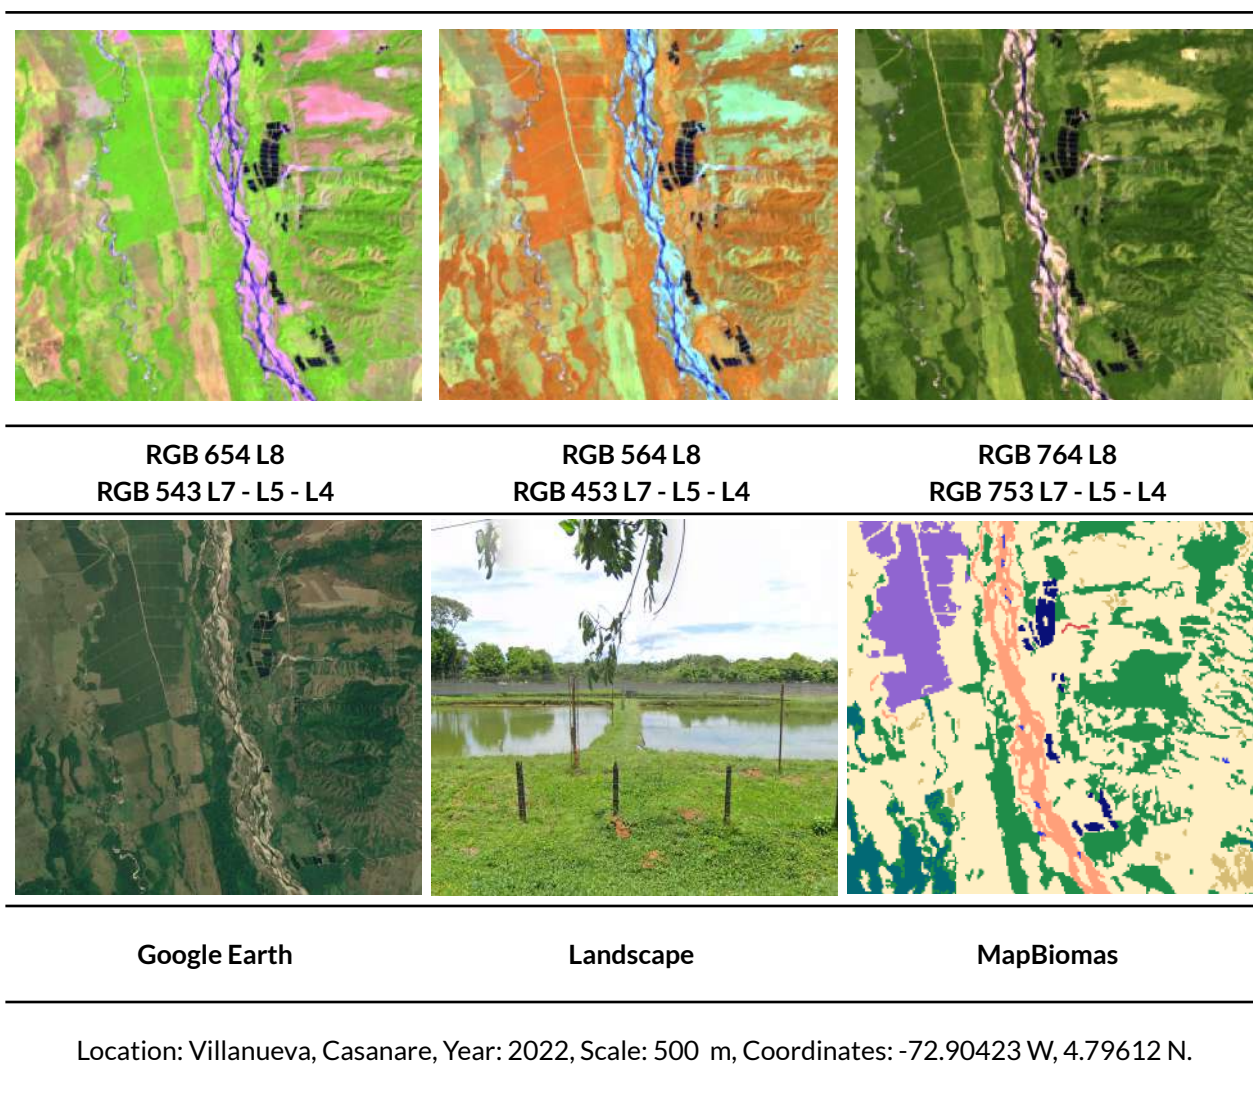 RGB 654 L8
RGB 543 L7 - L5 - L4
RGB 564 L8
RGB 453 L7 - L5 - L4
RGB 764 L8
RGB 753 L7 - L5 - L4
Google Earth
Landscape
MapBiomas
Location: Villanueva, Casanare, Year: 2022, Scale: 500 m, Coordinates: -72.90423 W, 4.79612 N.